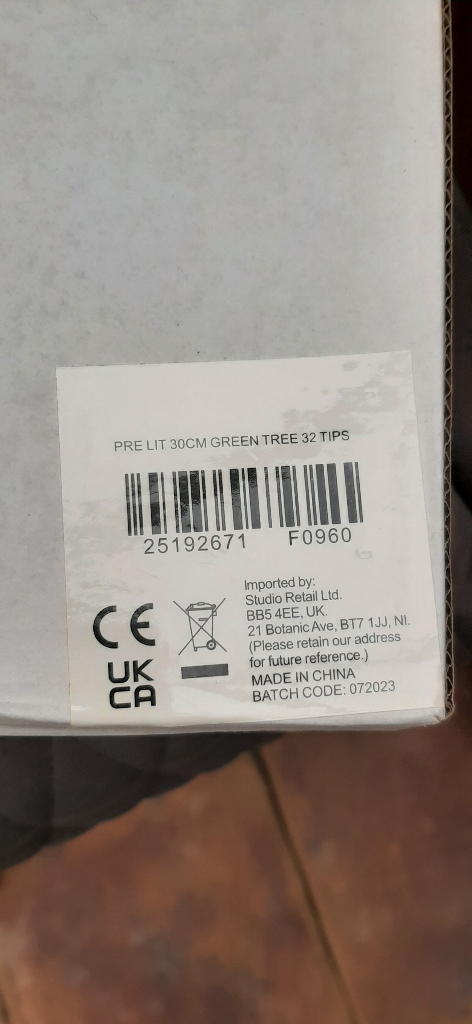 PRE LIT 30CM GREEN TREE 32 TIPS
25192671 F0960
CE
UK
CA
Imported by:
Studio Retail Ltd.
BB5 4EE, UK.
21 Botanic Ave, BT7 1JJ, NI.
(Please retain our address
for future reference.)
MADE IN CHINA
BATCH CODE: 072023